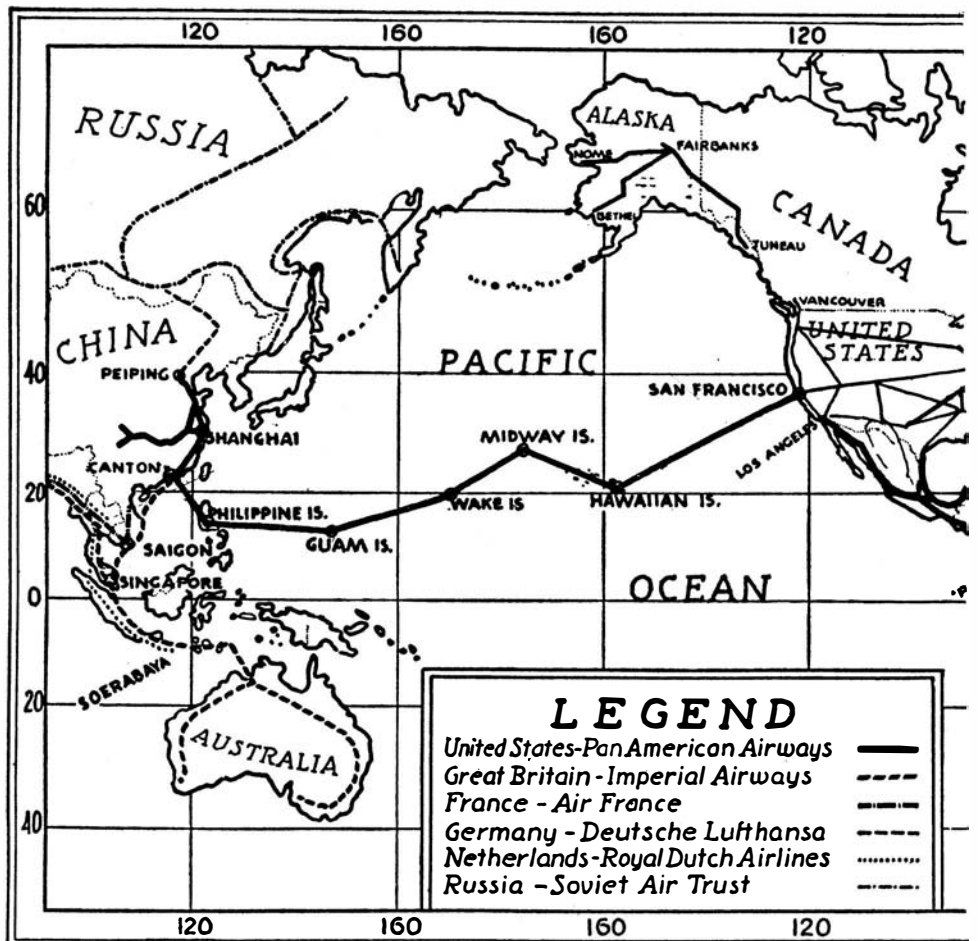 120 160 160 120
RUSSIA
ALASKA
NOME
FAIRBANKS
60
BETHEL
CANADA
JUNEAU
VANCOUVER
CHINA
UNITED
STATES
PACIFIC
40
PEIPING
SAN FRANCISCO
SHANGHAI
MIDWAY IS.
LOS ANGELES
CANTON
20
WAKE IS
HAWAIIAN IS.
PHILIPPINE IS.
GUAM IS.
SAIGON
SINGAPORE
OCEAN
0
SOERABAYA
20
AUSTRALIA
40
LEGEND
United States-Pan American Airways
Great Britain-Imperial Airways
France-Air France
Germany-Deutsche Lufthansa
Netherlands-Royal Dutch Airlines
Russia-Soviet Air Trust
120 160 160 120